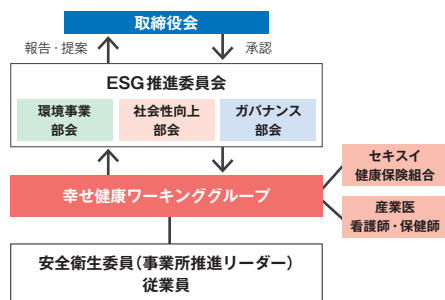 取締役会
報告・提案
承認
ESG推進委員会
環境事業
部会
社会性向上
部会
ガバナンス
部会
幸せ健康ワーキンググループ
セキスイ
健康保険組合
産業医
看護師・保健師
安全衛生委員（事業所推進リーダー）
従業員